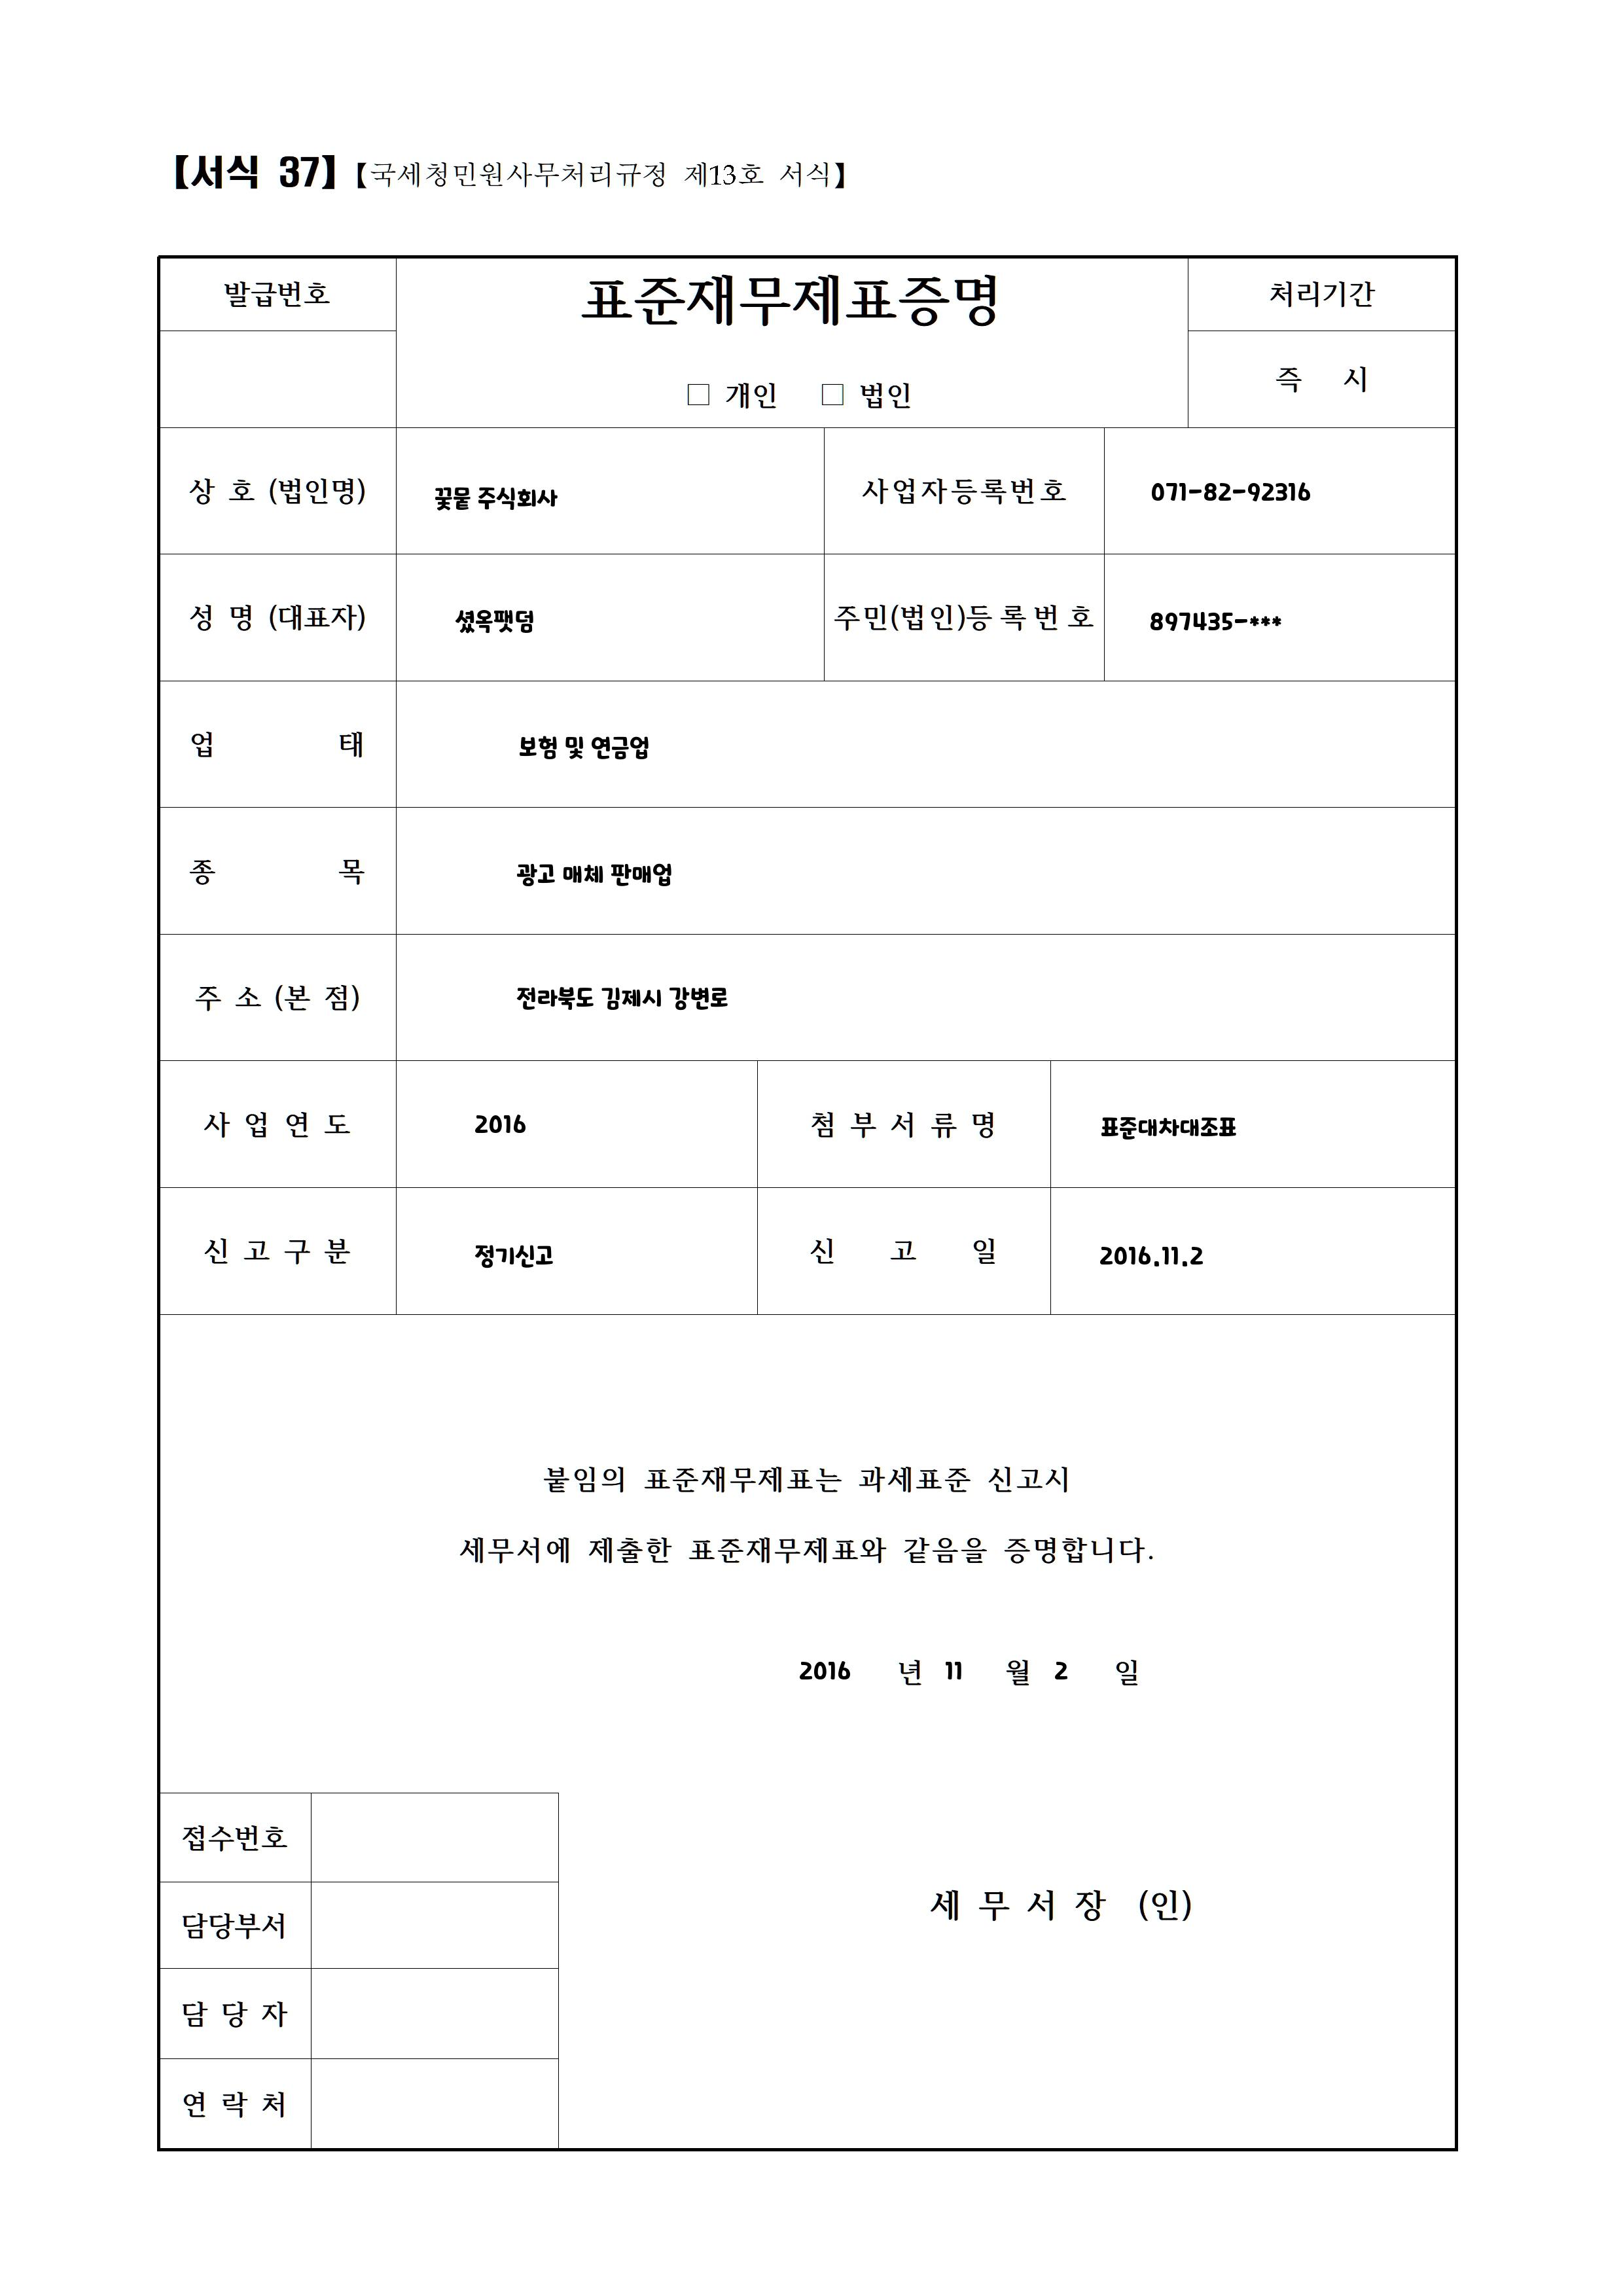 【서식 37】【국세청민원사무처리규정 제13호 서식】
발급번호
표준재무제표증명
처리기간
□ 개인 □ 법인
즉 시
상 호 (법인명) 꽃뭍 주식회사 사업자등록번호 071-82-92316
성 명 (대표자) 셨옥팻덤 주민(법인)등록번호 897435-***
업 태 보험 및 연금업
종 목 광고 매체 판매업
주 소 (본 점) 전라북도 김제시 강변로
사 업 연 도 2016 첨 부 서 류 명 표준대차대조표
신 고 구 분 정기신고 신 고 일 2016.11.2
붙임의 표준재무제표는 과세표준 신고시
세무서에 제출한 표준재무제표와 같음을 증명합니다.
2016 년 11 월 2 일
접수번호
담당부서
세 무 서 장 (인)
담 당 자
연 락 처